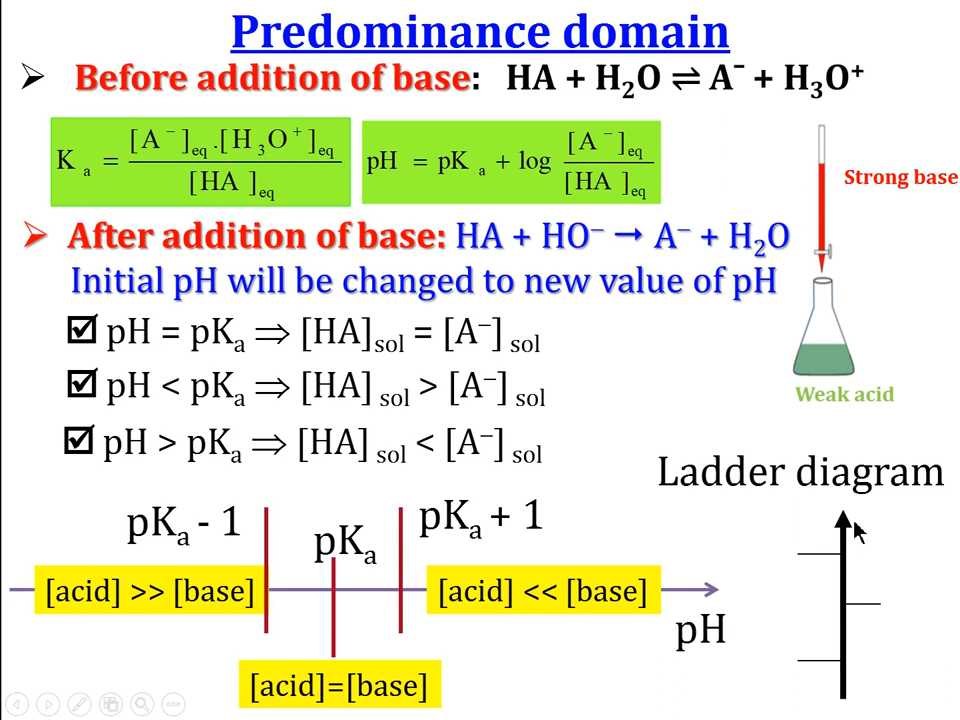 Predominance domain
➢ Before addition of base: HA + H₂O ⇌ A⁻ + H₃O⁺
Kₐ = [A⁻]eq .[H₃O⁺]eq / [HA]eq
pH = pKₐ + log [A⁻]eq / [HA]eq
Strong base
➢ After addition of base: HA + HO⁻ → A⁻ + H₂O
Initial pH will be changed to new value of pH
☑ pH = pKₐ ⇒ [HA]sol = [A⁻] sol
☑ pH < pKₐ ⇒ [HA] sol > [A⁻] sol
Weak acid
☑ pH > pKₐ ⇒ [HA] sol < [A⁻] sol
Ladder diagram
pKₐ - 1
pKₐ
pKₐ + 1
[acid] >> [base]
[acid] << [base]
pH
[acid]=[base]